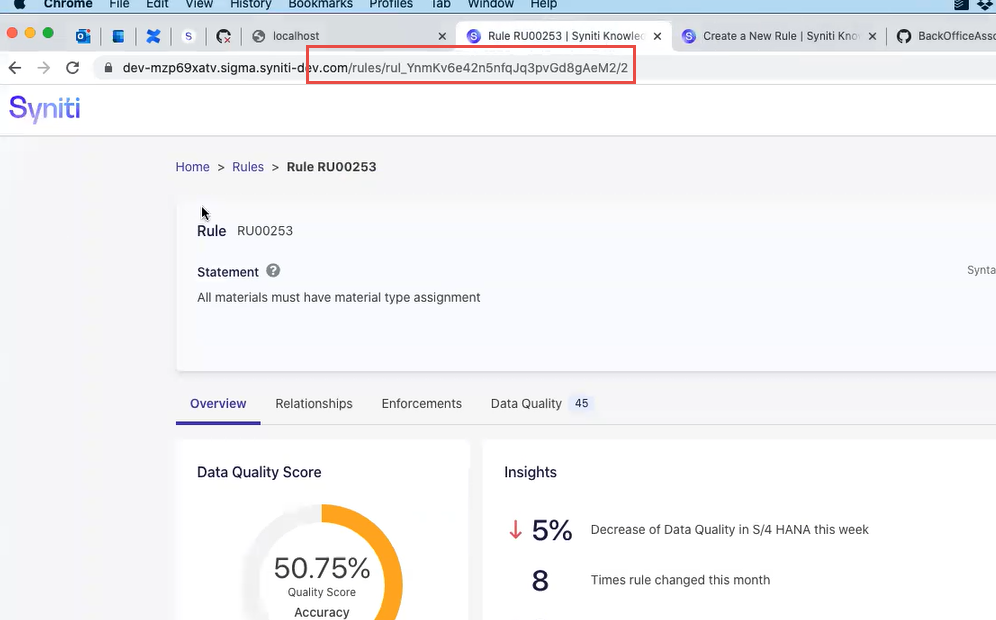 Chrome File Edit View History Bookmarks Profiles Tab Window Help
S localhost × S Rule RU00253 | Syniti Knowle × S Create a New Rule | Syniti Kno × BackOfficeAsso
dev-mzp69xatv.sigma.syniti-dev.com/rules/rul_YnmKv6e42n5nfqJq3pvGd8gAeM2/2
Syniti
Home > Rules > Rule RU00253
Rule RU00253
Statement ?
Synta
All materials must have material type assignment
Overview Relationships Enforcements Data Quality 45
Data Quality Score
Insights
50.75%
Quality Score
Accuracy
↓ 5% Decrease of Data Quality in S/4 HANA this week
8 Times rule changed this month